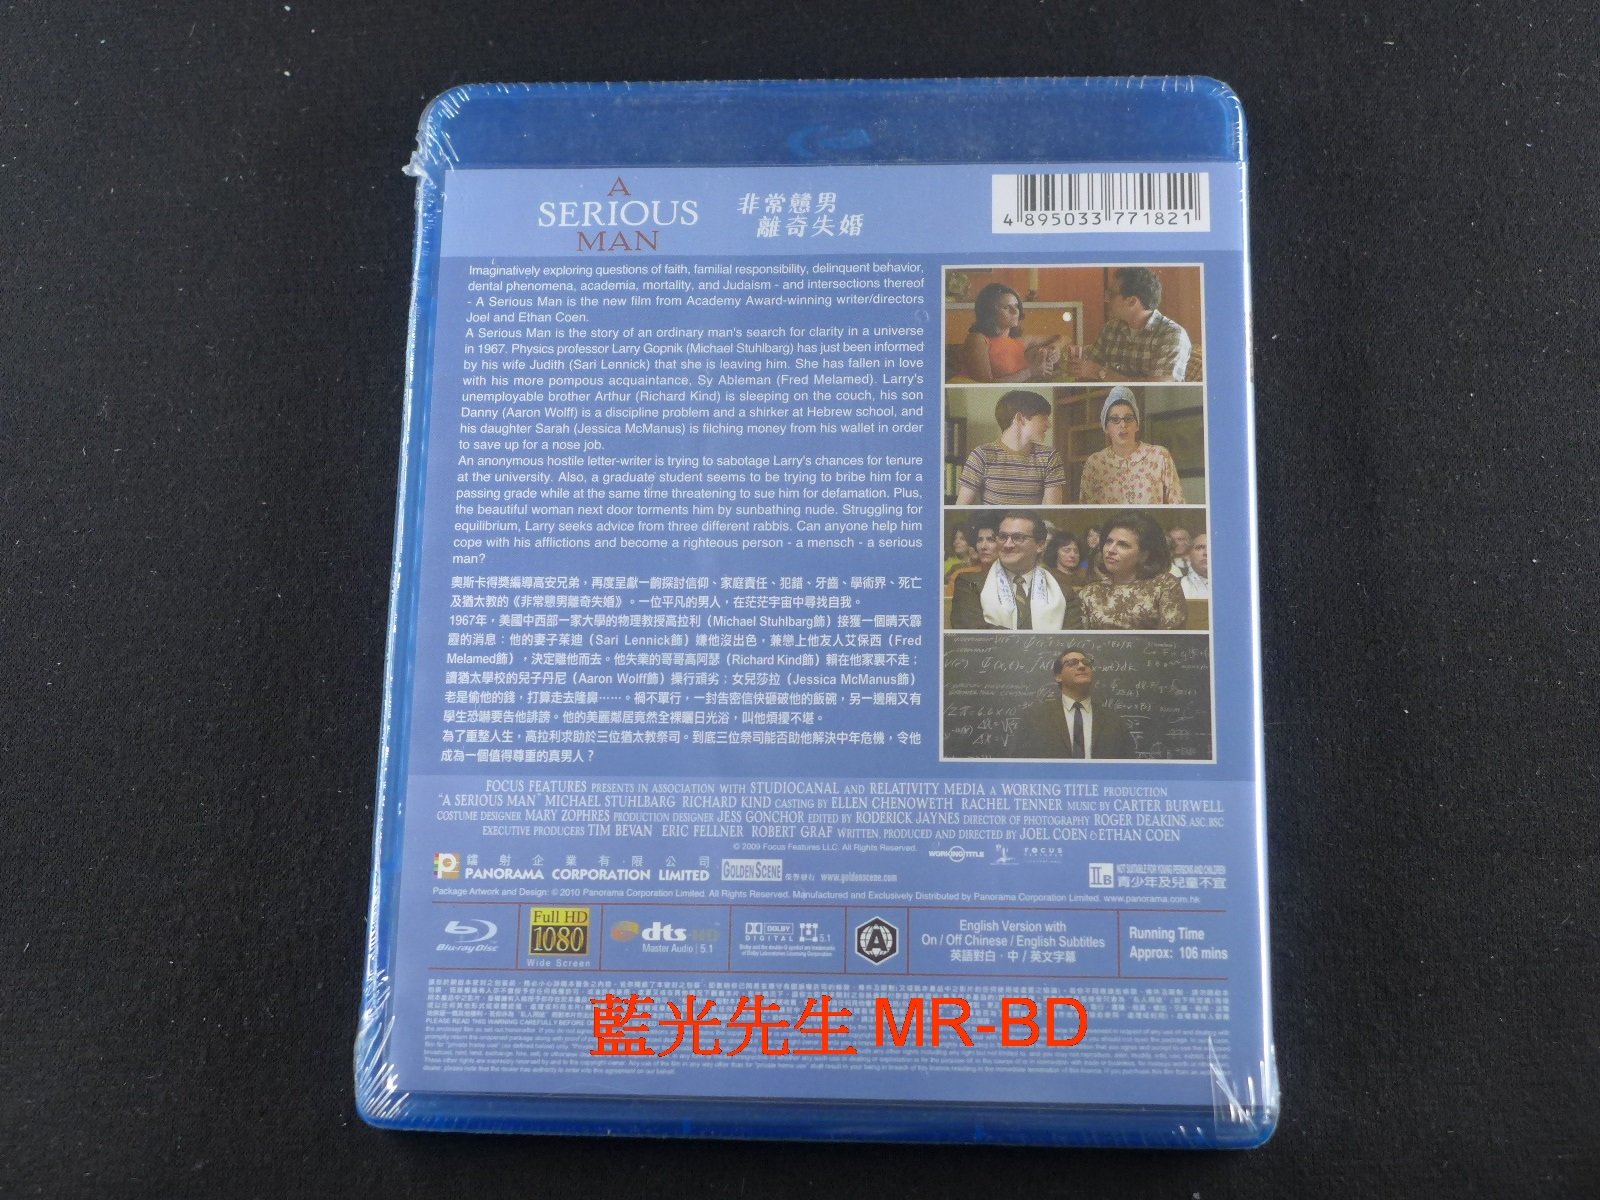 A
SERIOUS
MAN
非常戇男
離奇失婚
4 895033 771821
Imaginatively exploring questions of faith, familial responsibility, delinquent behavior,
dental phenomena, academia, mortality, and Judaism - and intersections thereof
- A Serious Man is the new film from Academy Award-winning writer/directors
Joel and Ethan Coen.
A Serious Man is the story of an ordinary man's search for clarity in a universe
in 1967. Physics professor Larry Gopnik (Michael Stuhlbarg) has just been informed
by his wife Judith (Sari Lennick) that she is leaving him. She has fallen in love
with his more pompous acquaintance, Sy Ableman (Fred Melamed). Larry's
unemployable brother Arthur (Richard Kind) is sleeping on the couch, his son
Danny (Aaron Wolff) is a discipline problem and a shirker at Hebrew school, and
his daughter Sarah (Jessica McManus) is filching money from his wallet in order
to save up for a nose job.
An anonymous hostile letter-writer is trying to sabotage Larry's chances for tenure
at the university. Also, a graduate student seems to be trying to bribe him for a
passing grade while at the same time threatening to sue him for defamation. Plus,
the beautiful woman next door torments him by sunbathing nude. Struggling for
equilibrium, Larry seeks advice from three different rabbis. Can anyone help him
cope with his afflictions and become a righteous person - a mensch - a serious
man?
奧斯卡得獎編導高安兄弟，再度呈獻一齣探討信仰、家庭責任、犯錯、牙齒、學術界、死亡
及猶太教的《非常戇男離奇失婚》。一位平凡的男人，在茫茫宇宙中尋找自我。
1967年，美國中西部一家大學的物理教授高拉利（Michael Stuhlbarg飾）接獲一個晴天霹
靂的消息：他的妻子茱迪（Sari Lennick飾）嫌他沒出色，兼戀上他友人艾保西（Fred
Melamed飾），決定離他而去。他失業的哥哥高阿瑟（Richard Kind飾）賴在他家裏不走；
讀猶太學校的兒子丹尼（Aaron Wolff飾）操行頑劣；女兒莎拉（Jessica McManus飾）
老是偷他的錢，打算走去隆鼻……。禍不單行，一封告密信快砸破他的飯碗，另一邊廂又有
學生恐嚇要告他誹謗。他的美麗鄰居竟然全裸曬日光浴，叫他煩擾不堪。
為了重整人生，高拉利求助於三位猶太教祭司。到底三位祭司能否助他解決中年危機，令他
成為一個值得尊重的真男人？
FOCUS FEATURES PRESENTS IN ASSOCIATION WITH STUDIOCANAL AND RELATIVITY MEDIA A WORKING TITLE PRODUCTION
"A SERIOUS MAN" MICHAEL STUHLBARG RICHARD KIND CASTING BY ELLEN CHENOWETH RACHEL TENNER MUSIC BY CARTER BURWELL
COSTUME DESIGNER MARY ZOPHRES PRODUCTION DESIGNER JESS GONCHOR EDITED BY RODERICK JAYNES DIRECTOR OF PHOTOGRAPHY ROGER DEAKINS, ASC, BSC
EXECUTIVE PRODUCERS TIM BEVAN ERIC FELLNER ROBERT GRAF WRITTEN, PRODUCED AND DIRECTED BY JOEL COEN & ETHAN COEN
© 2009 Focus Features LLC. All Rights Reserved.
WORKING TITLE
FOCUS
鐳射企業有限公司
PANORAMA CORPORATION LIMITED
GOLDEN SCENE
www.goldenscene.com
IIB
NOT SUITABLE FOR YOUNG PERSONS AND CHILDREN
青少年及兒童不宜
Package Artwork and Design: © 2010 Panorama Corporation Limited. All Rights Reserved. Manufactured and Exclusively Distributed by Panorama Corporation Limited. www.panorama.com.hk
Blu-ray Disc
Full HD
1080
Wide Screen
dts-HD
Master Audio | 5.1
DOLBY
DIGITAL
5.1
A
English Version with
On / Off Chinese / English Subtitles
英語對白，中 / 英文字幕
Running Time
Approx: 106 mins
藍光先生 MR-BD